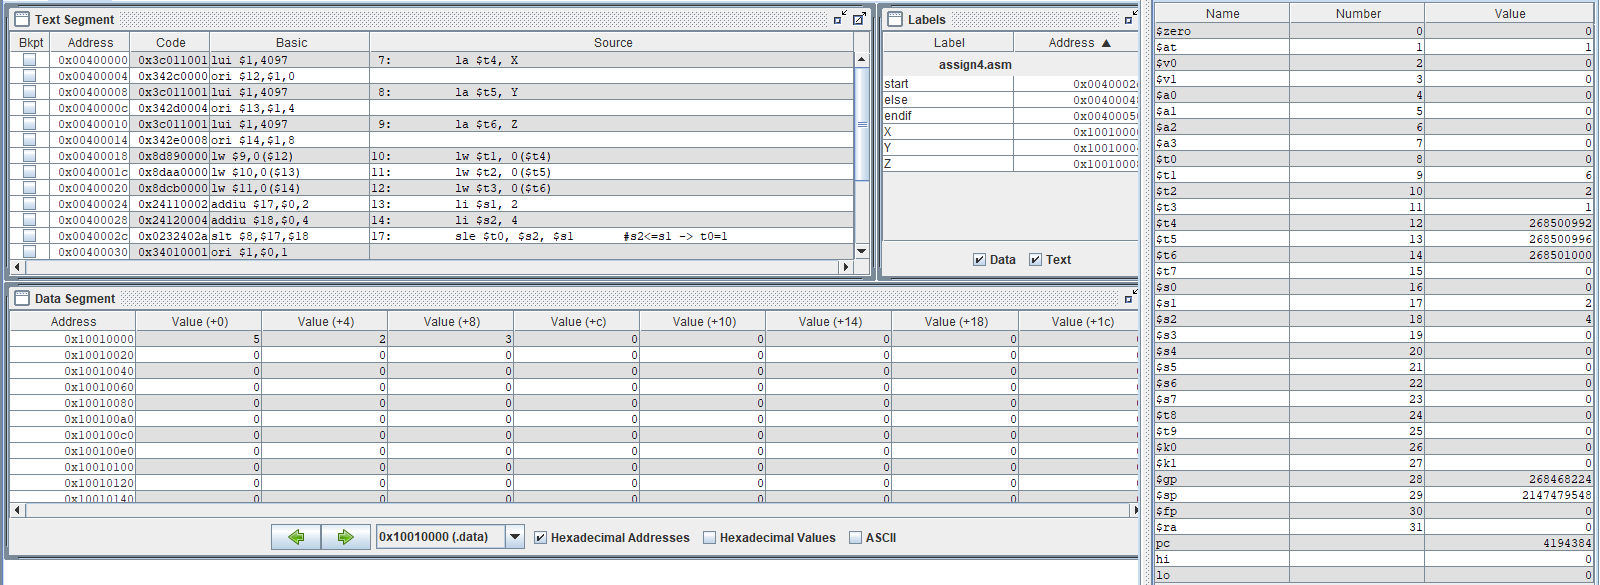 Text Segment
Bkpt Address Code Basic Source
0x00400000 0x3c011001 lui $1,4097 7: la $t4, X
0x00400004 0x342c0000 ori $12,$1,0
0x00400008 0x3c011001 lui $1,4097 8: la $t5, Y
0x0040000c 0x342d0004 ori $13,$1,4
0x00400010 0x3c011001 lui $1,4097 9: la $t6, Z
0x00400014 0x342e0008 ori $14,$1,8
0x00400018 0x8d890000 lw $9,0($12) 10: lw $t1, 0($t4)
0x0040001c 0x8daa0000 lw $10,0($13) 11: lw $t2, 0($t5)
0x00400020 0x8dcb0000 lw $11,0($14) 12: lw $t3, 0($t6)
0x00400024 0x24110002 addiu $17,$0,2 13: li $s1, 2
0x00400028 0x24120004 addiu $18,$0,4 14: li $s2, 4
0x0040002c 0x0232402a slt $8,$17,$18 17: sle $t0, $s2, $s1 #s2<=s1 -> t0=1
0x00400030 0x34010001 ori $1,$0,1
Labels
Label Address ▲
assign4.asm
start 0x0040002
else 0x0040004
endif 0x0040005
X 0x1001000
Y 0x1001000
Z 0x1001000
Data Text
Data Segment
Address Value (+0) Value (+4) Value (+8) Value (+c) Value (+10) Value (+14) Value (+18) Value (+1c)
0x10010000 5 2 3 0 0 0 0
0x10010020 0 0 0 0 0 0 0
0x10010040 0 0 0 0 0 0 0
0x10010060 0 0 0 0 0 0 0
0x10010080 0 0 0 0 0 0 0
0x100100a0 0 0 0 0 0 0 0
0x100100c0 0 0 0 0 0 0 0
0x100100e0 0 0 0 0 0 0 0
0x10010100 0 0 0 0 0 0 0
0x10010120 0 0 0 0 0 0 0
0x10010140 0 0 0 0 0 0 0
0x10010000 (.data) Hexadecimal Addresses Hexadecimal Values ASCII
Name Number Value
$zero 0 0
$at 1 1
$v0 2 0
$v1 3 0
$a0 4 0
$a1 5 0
$a2 6 0
$a3 7 0
$t0 8 0
$t1 9 6
$t2 10 2
$t3 11 1
$t4 12 268500992
$t5 13 268500996
$t6 14 268501000
$t7 15 0
$s0 16 0
$s1 17 2
$s2 18 4
$s3 19 0
$s4 20 0
$s5 21 0
$s6 22 0
$s7 23 0
$t8 24 0
$t9 25 0
$k0 26 0
$k1 27 0
$gp 28 268468224
$sp 29 2147479548
$fp 30 0
$ra 31 0
pc 4194384
hi 0
lo 0